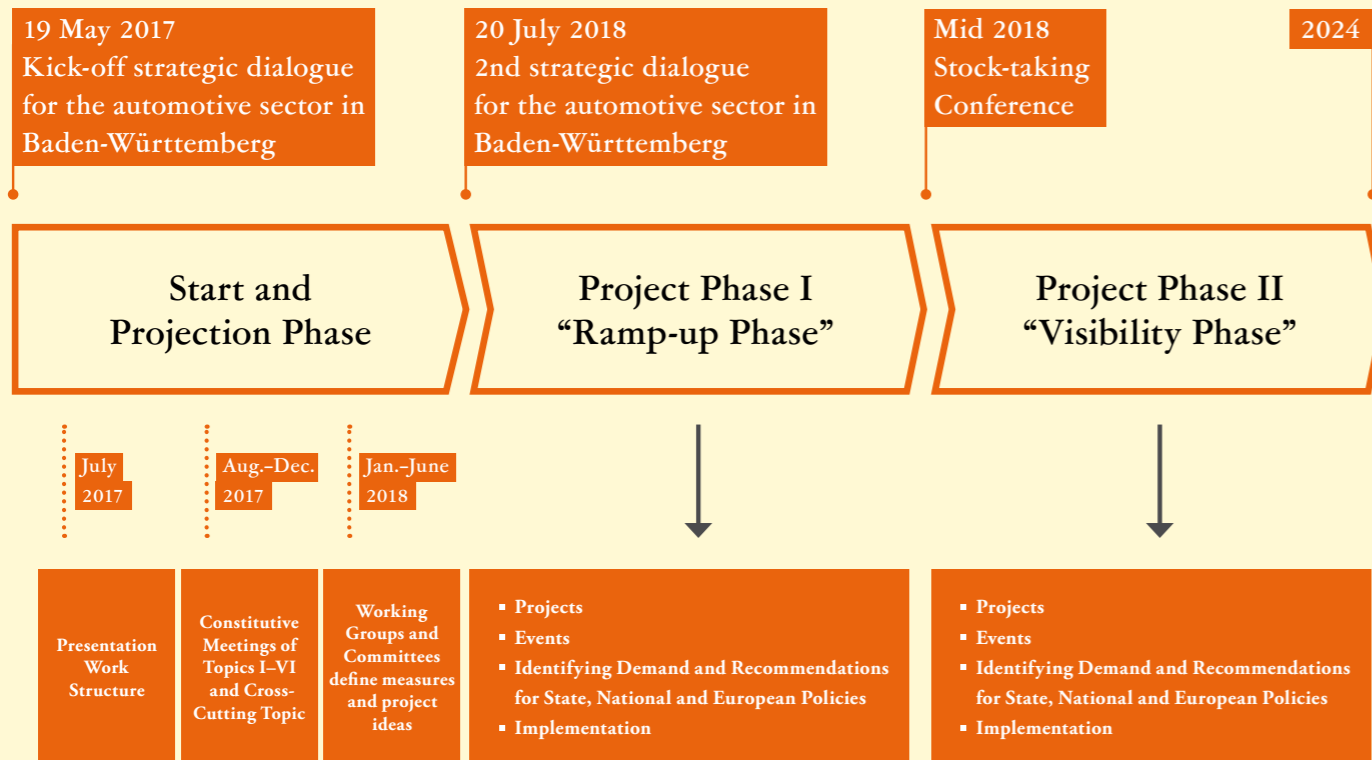 19 May 2017
Kick-off strategic dialogue
for the automotive sector in
Baden-Württemberg
20 July 2018
2nd strategic dialogue
for the automotive sector in
Baden-Württemberg
Mid 2018
Stock-taking
Conference
2024
Start and
Projection Phase
Project Phase I
“Ramp-up Phase”
Project Phase II
“Visibility Phase”
July
2017
Aug.–Dec.
2017
Jan.–June
2018
Presentation
Work
Structure
Constitutive
Meetings of
Topics I–VI
and Cross-
Cutting Topic
Working
Groups and
Committees
define measures
and project
ideas
▪ Projects
▪ Events
▪ Identifying Demand and Recommendations
for State, National and European Policies
▪ Implementation
▪ Projects
▪ Events
▪ Identifying Demand and Recommendations
for State, National and European Policies
▪ Implementation